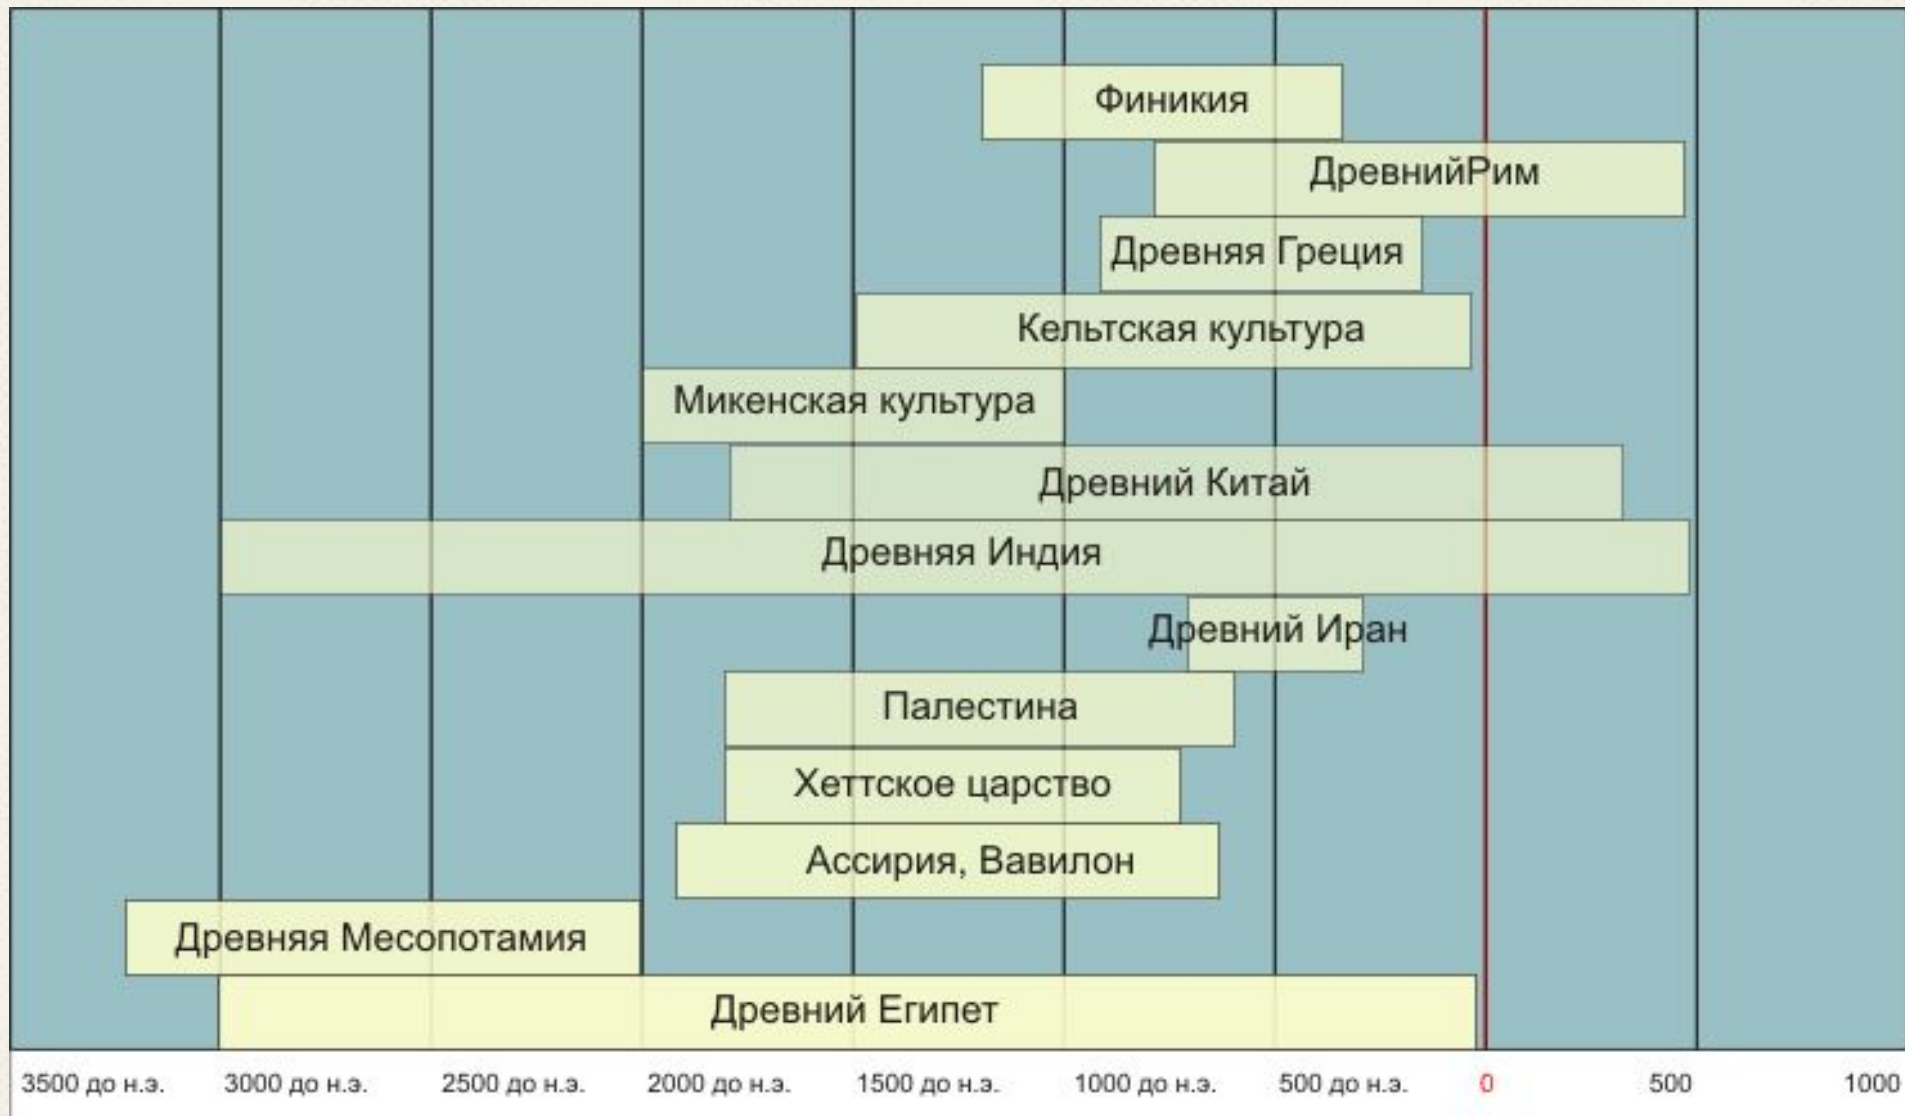 Финикия
ДревнийРим
Древняя Греция
Кельтская культура
Микенская культура
Древний Китай
Древняя Индия
Древний Иран
Палестина
Хеттское царство
Ассирия, Вавилон
Древняя Месопотамия
Древний Египет
3500 до н.э. 3000 до н.э. 2500 до н.э. 2000 до н.э. 1500 до н.э. 1000 до н.э. 500 до н.э. 0 500 1000